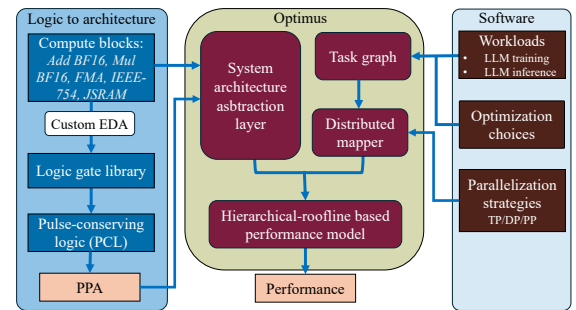 Logic to architecture
Compute blocks:
Add BF16, Mul
BF16, FMA, IEEE-
754, JSRAM
Custom EDA
Logic gate library
Pulse-conserving
logic (PCL)
PPA
Optimus
System
architecture
asbtraction
layer
Task graph
Distributed
mapper
Hierarchical-roofline based
performance model
Performance
Software
Workloads
• LLM training
• LLM inference
Optimization
choices
Parallelization
strategies
TP/DP/PP